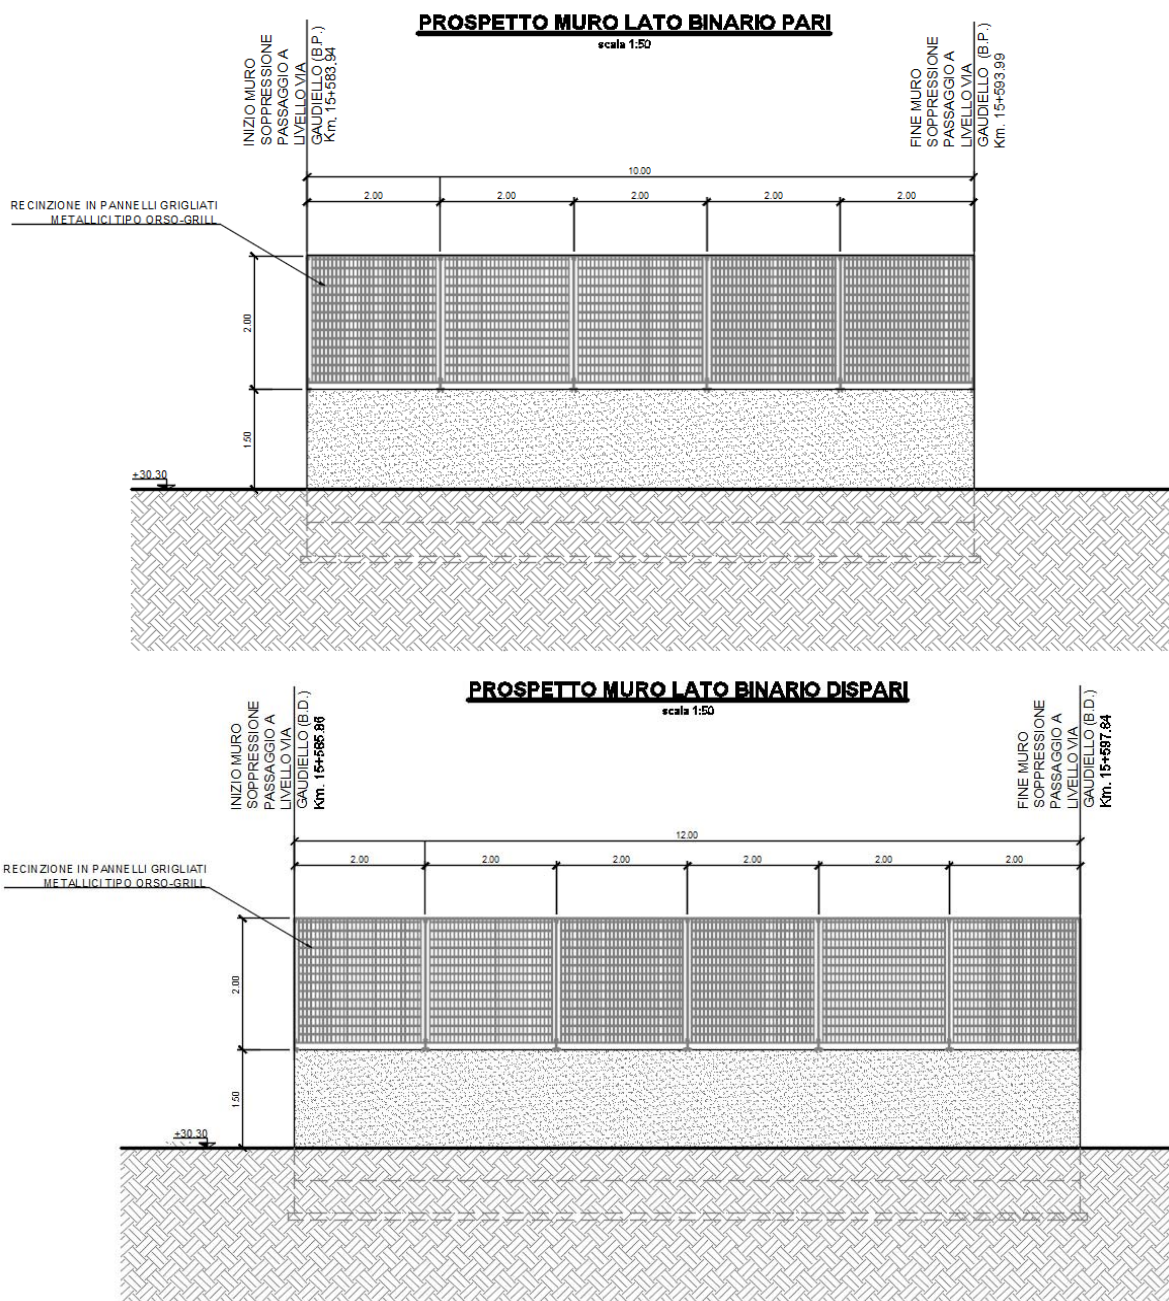 PROSPETTO MURO LATO BINARIO PARI
scala 1:50
INIZIO MURO
SOPPRESSIONE
PASSAGGIO A
LIVELLO VIA
GAUDIELLO (B.P.)
Km. 15+583.94
FINE MURO
SOPPRESSIONE
PASSAGGIO A
LIVELLO VIA
GAUDIELLO (B.P.)
Km. 15+593.99
10.00
2.00 2.00 2.00 2.00 2.00
RECINZIONE IN PANNELLI GRIGLIATI
METALLICI TIPO ORSO-GRILL
2.00
1.50
+30.30
PROSPETTO MURO LATO BINARIO DISPARI
scala 1:50
INIZIO MURO
SOPPRESSIONE
PASSAGGIO A
LIVELLO VIA
GAUDIELLO (B.D.)
Km. 15+585.86
FINE MURO
SOPPRESSIONE
PASSAGGIO A
LIVELLO VIA
GAUDIELLO (B.D.)
Km. 15+597.84
12.00
2.00 2.00 2.00 2.00 2.00 2.00
RECINZIONE IN PANNELLI GRIGLIATI
METALLICI TIPO ORSO-GRILL
2.00
1.50
+30.30